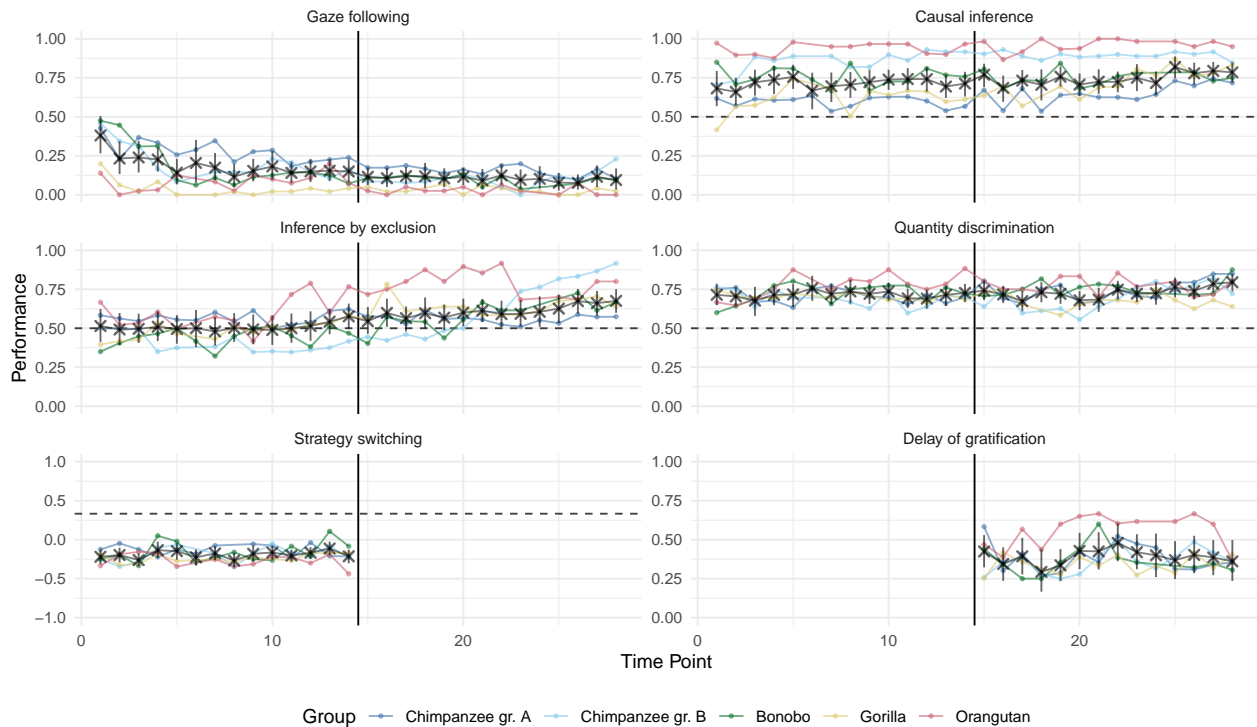 Gaze following
Causal inference
1.00
0.75
0.50
0.25
0.00
1.00
0.75
0.50
0.25
0.00
Inference by exclusion
Quantity discrimination
1.00
0.75
0.50
0.25
0.00
1.00
0.75
0.50
0.25
0.00
Performance
Strategy switching
Delay of gratification
1.0
0.5
0.0
−0.5
−1.0
1.00
0.75
0.50
0.25
0.00
0 10 20
0 10 20
Time Point
Group Chimpanzee gr. A Chimpanzee gr. B Bonobo Gorilla Orangutan